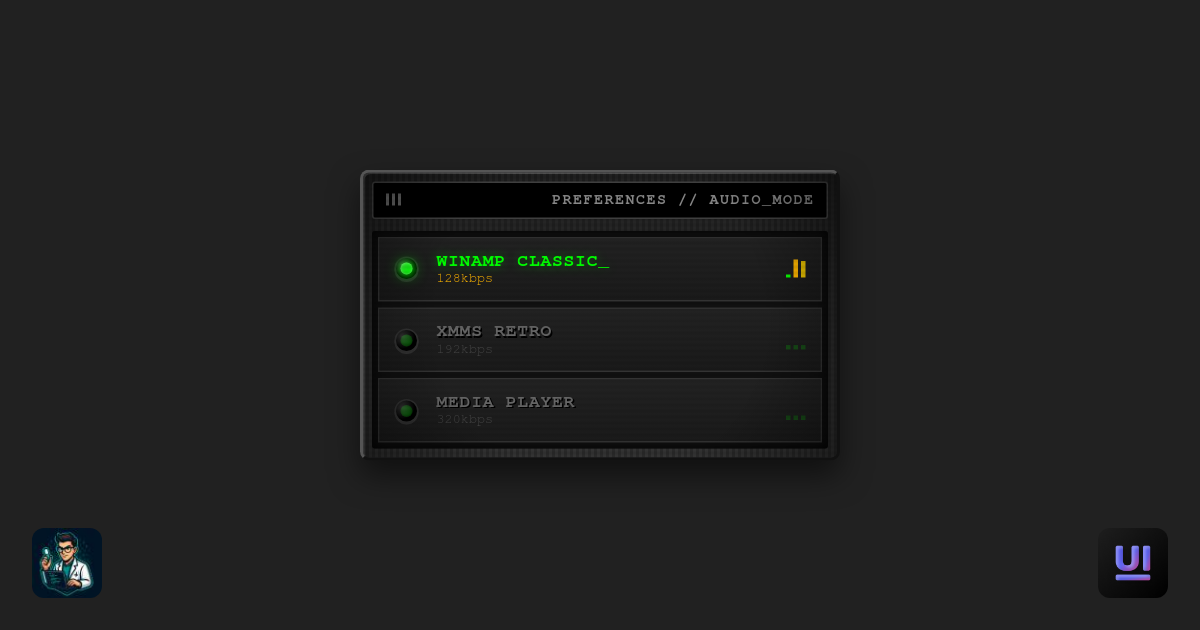 PREFERENCES // AUDIO_MODE
WINAMP CLASSIC_
128kbps
XMMS RETRO
192kbps
MEDIA PLAYER
320kbps
UI